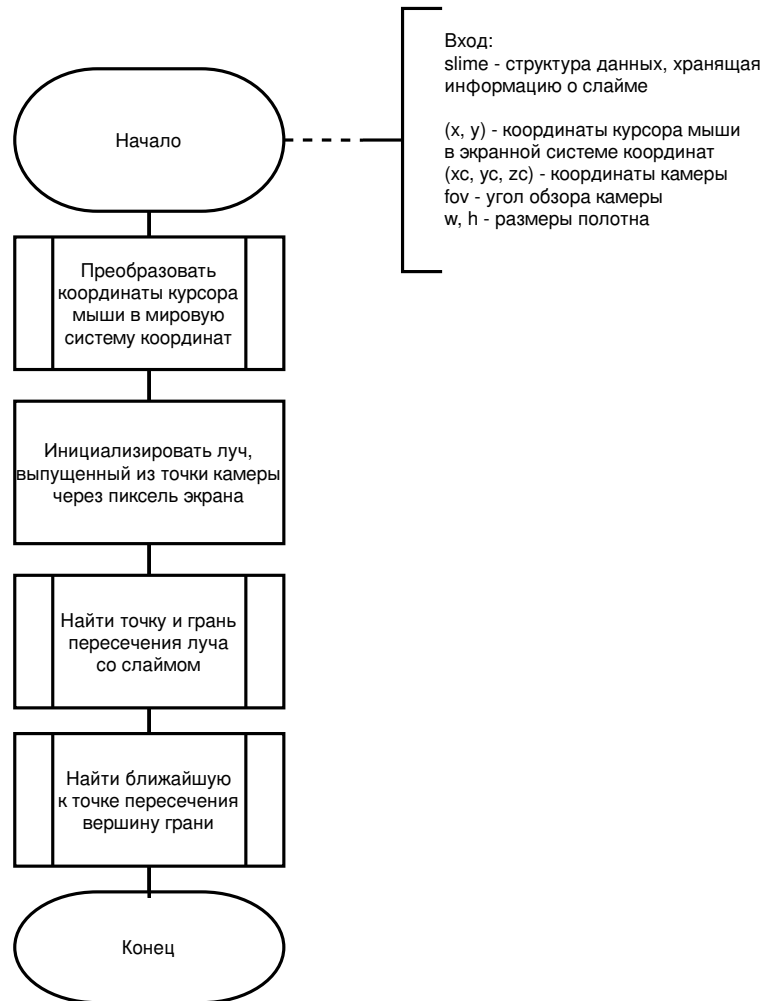 Вход:
slime - структура данных, хранящая
информацию о слайме
(x, y) - координаты курсора мыши
в экранной системе координат
(xc, yc, zc) - координаты камеры
fov - угол обзора камеры
w, h - размеры полотна
Начало
Преобразовать
координаты курсора
мыши в мировую
систему координат
Инициализировать луч,
выпущенный из точки камеры
через пиксель экрана
Найти точку и грань
пересечения луча
со слаймом
Найти ближайшую
к точке пересечения
вершину грани
Конец